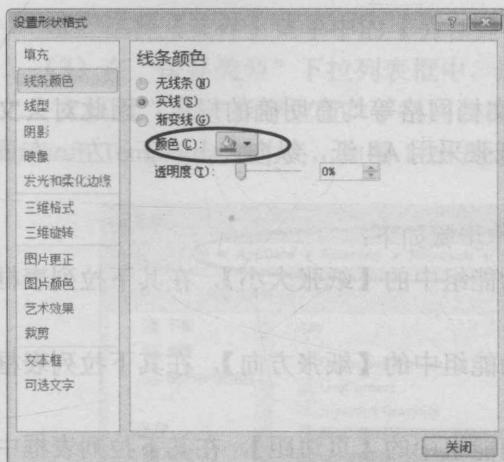 设置形状格式
填充
线条颜色
线型
阴影
映像
发光和柔化边缘
三维格式
三维旋转
图片更正
图片颜色
艺术效果
裁剪
文本框
可选文字
线条颜色
无线条(N)
实线(S)
渐变线(G)
颜色(C):
透明度(T): 0%
关闭